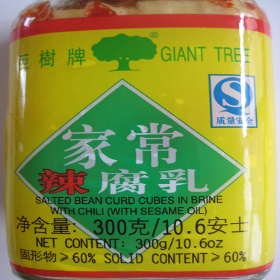 恒樹牌 ® GIANT TREE
家常
辣腐乳
质量安全
SALTED BEAN CURD CUBES IN BRINE
WITH CHILI (WITH SESAME OIL)
净含量: 300克/10.6安士
NET CONTENT: 300g/10.6oz
固形物≥60% SOLID CONTENT ≥60%